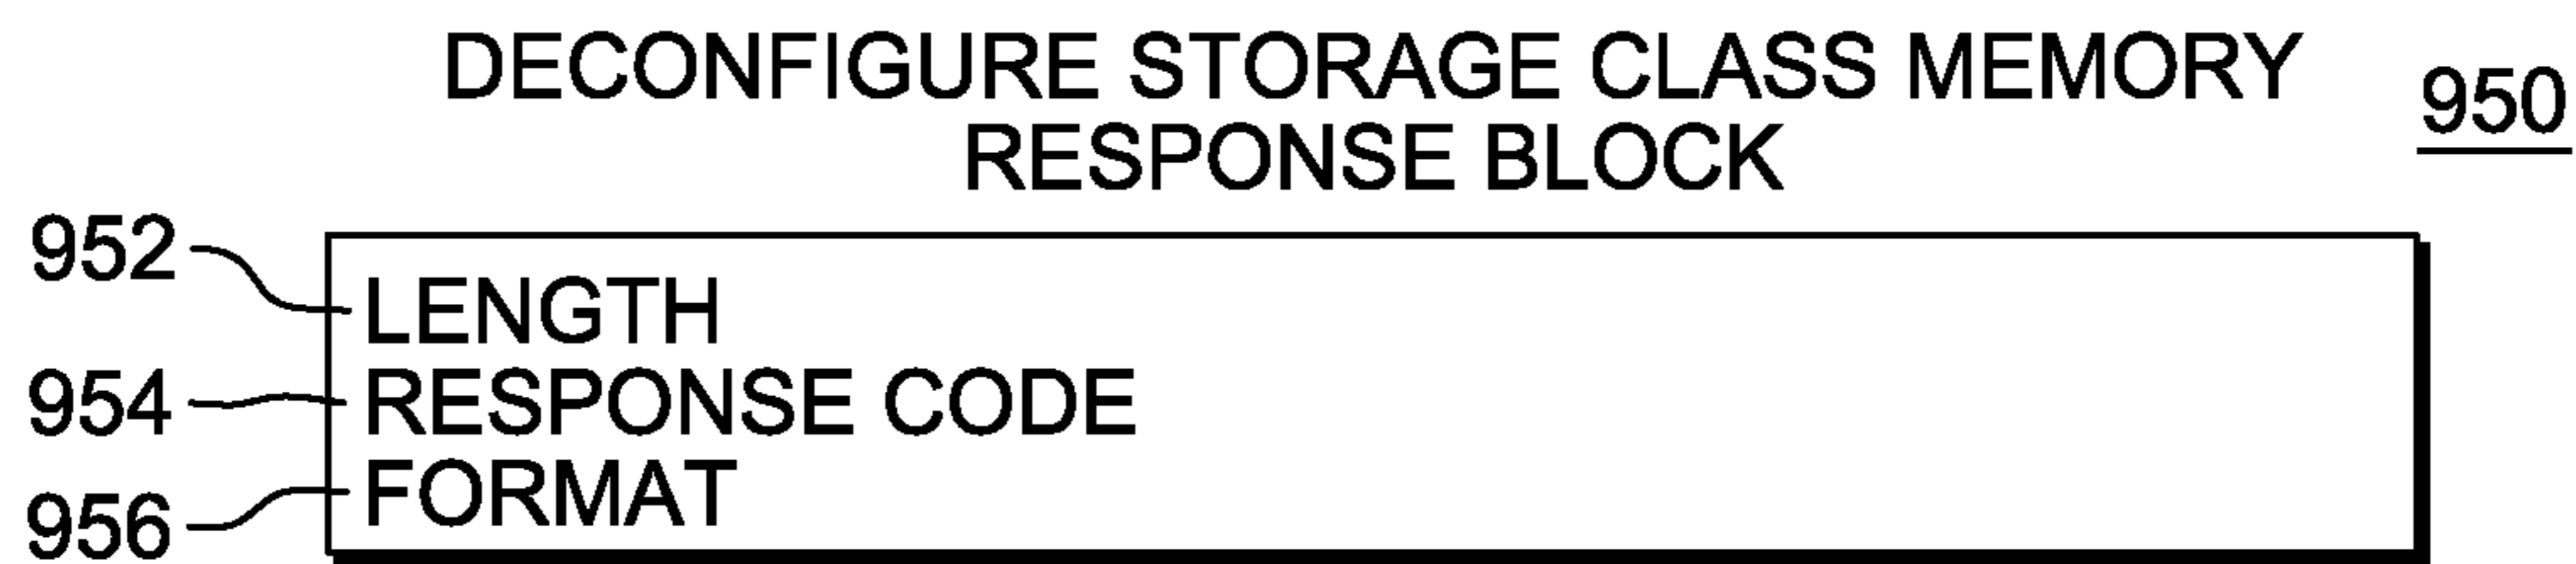 DECONFIGURE STORAGE CLASS MEMORY
RESPONSE BLOCK
950
952
LENGTH
954
RESPONSE CODE
956
FORMAT